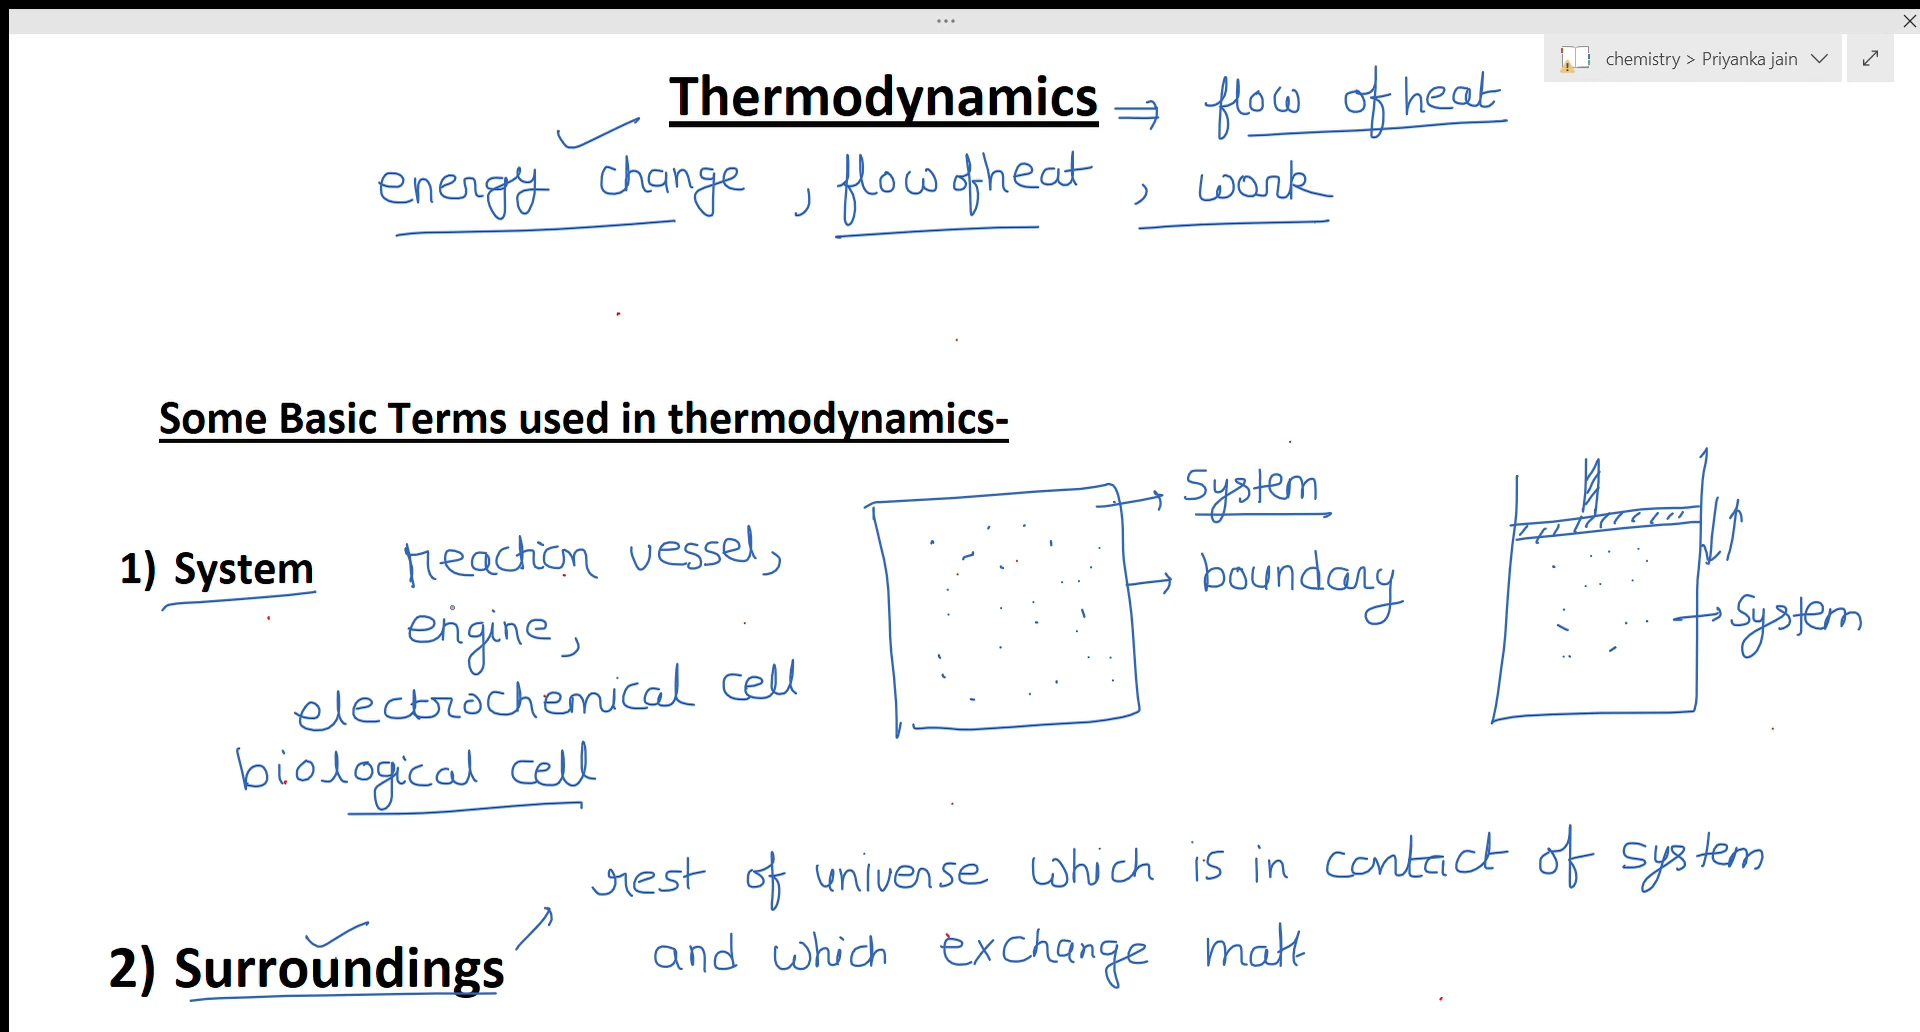 chemistry > Priyanka jain
Thermodynamics ⇒ flow of heat
energy change , flow of heat , work
Some Basic Terms used in thermodynamics-
1) System
reaction vessel,
engine,
electrochemical cell
biological cell
System
boundary
System
2) Surroundings
rest of universe which is in contact of system
and which exchange matt